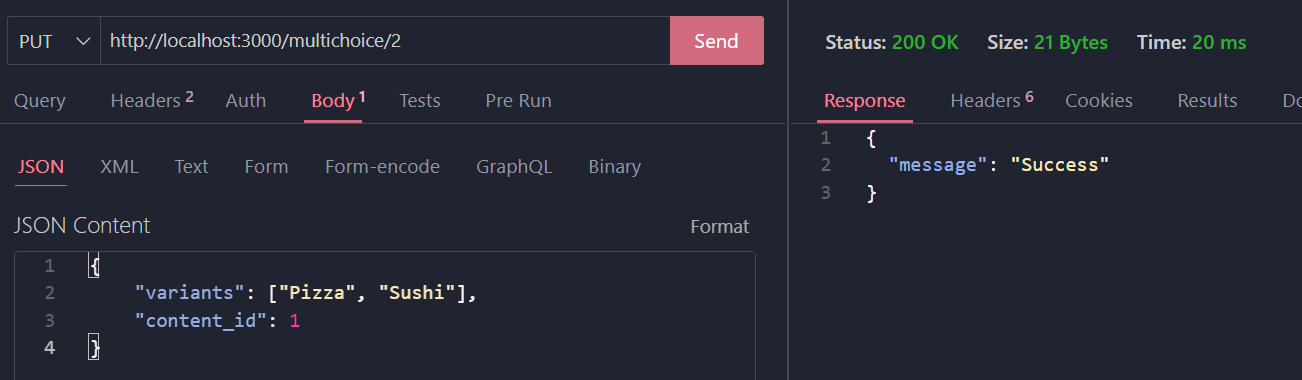 PUT http://localhost:3000/multichoice/2 Send
Query Headers 2 Auth Body 1 Tests Pre Run
JSON XML Text Form Form-encode GraphQL Binary
JSON Content Format
1 {
2 "variants": ["Pizza", "Sushi"],
3 "content_id": 1
4 }
Status: 200 OK Size: 21 Bytes Time: 20 ms
Response Headers 6 Cookies Results Do
1 {
2 "message": "Success"
3 }